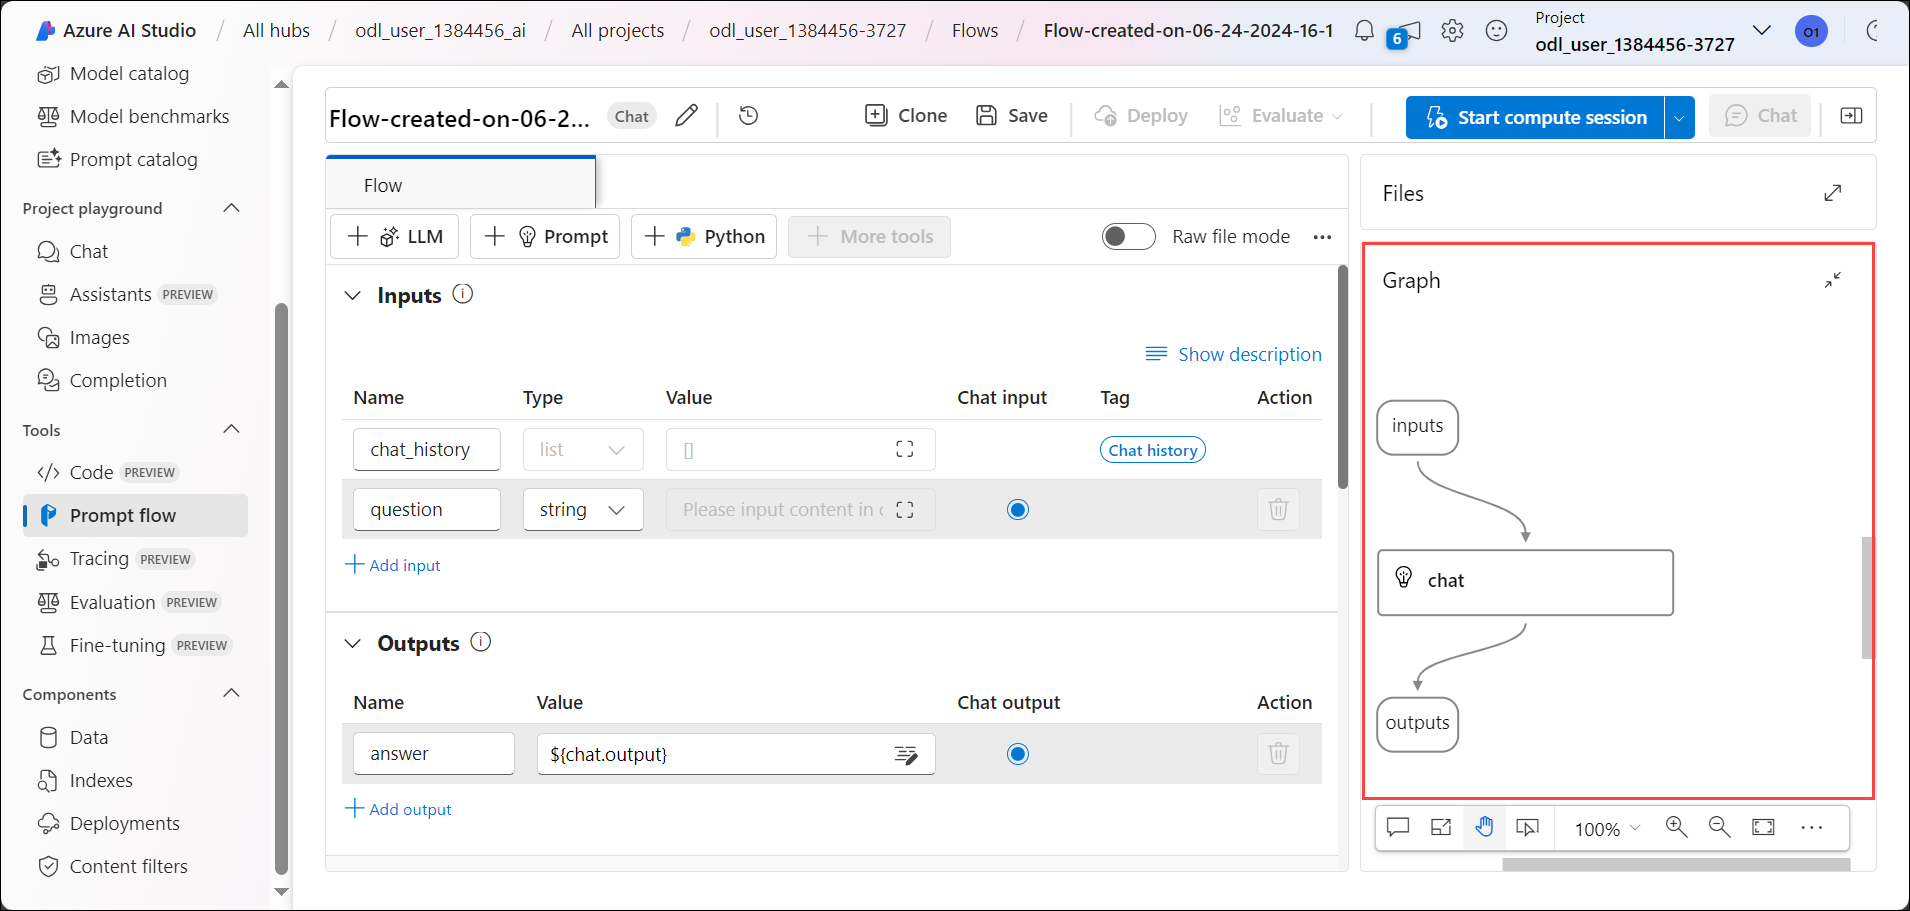 Azure AI Studio / All hubs / odl_user_1384456_ai / All projects / odl_user_1384456-3727 / Flows / Flow-created-on-06-24-2024-16-1
6
Project
odl_user_1384456-3727
O1
Model catalog
Model benchmarks
Prompt catalog
Project playground
Chat
Assistants PREVIEW
Images
Completion
Tools
Code PREVIEW
Prompt flow
Tracing PREVIEW
Evaluation PREVIEW
Fine-tuning PREVIEW
Components
Data
Indexes
Deployments
Content filters
Flow-created-on-06-2... Chat
Clone Save Deploy Evaluate Start compute session Chat
Flow
LLM Prompt Python More tools Raw file mode ...
Inputs
Show description
Name Type Value Chat input Tag Action
chat_history list [] Chat history
question string Please input content in
Add input
Outputs
Name Value Chat output Action
answer ${chat.output}
Add output
Files
Graph
inputs
chat
outputs
100% ...